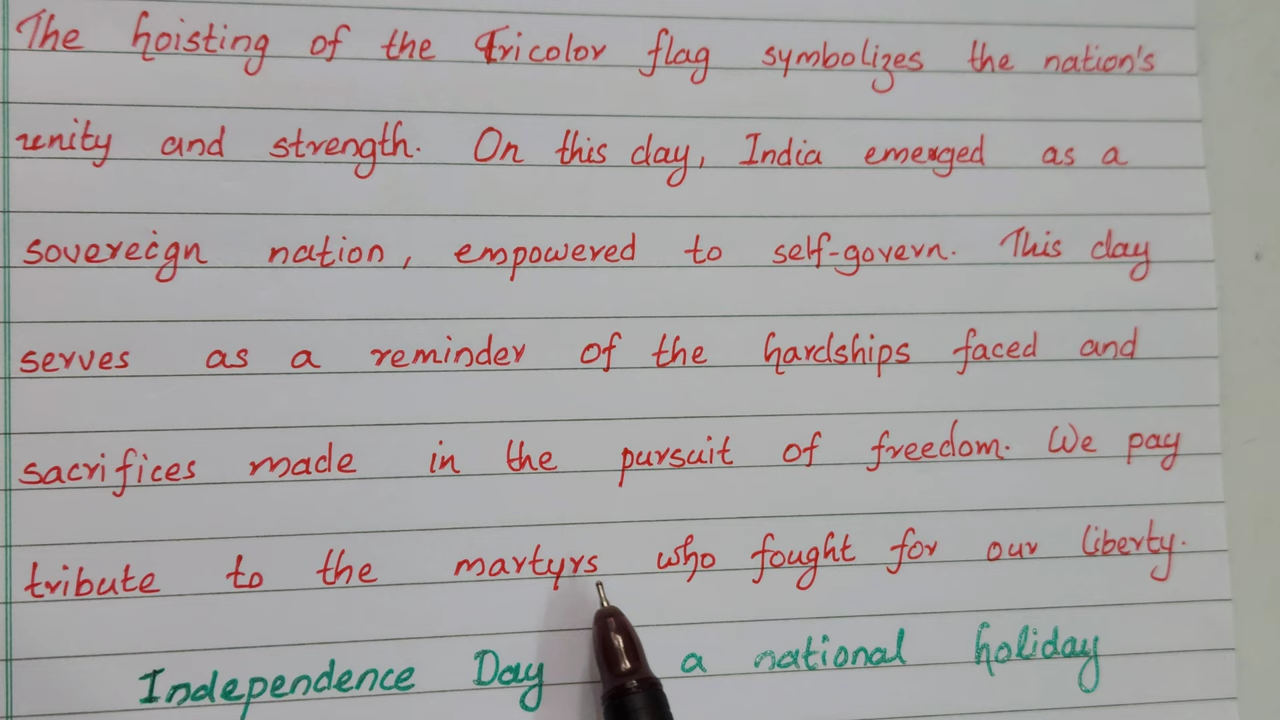 The hoisting of the Tricolor flag symbolizes the nation's
unity and strength. On this day, India emerged as a
sovereign nation, empowered to self-govern. This day
serves as a reminder of the hardships faced and
sacrifices made in the pursuit of freedom. We pay
tribute to the martyrs who fought for our liberty.
Independence Day a national holiday